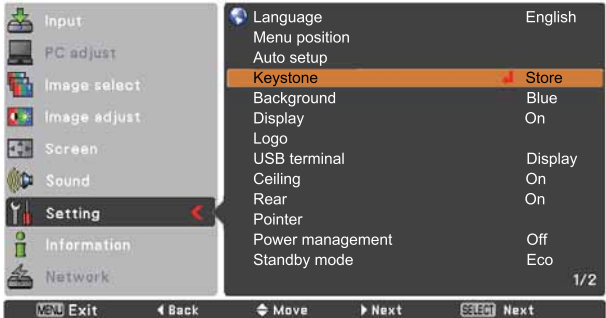 Input
PC adjust
Image select
Image adjust
Screen
Sound
Setting
Information
Network
Language English
Menu position
Auto setup
Keystone Store
Background Blue
Display On
Logo
USB terminal Display
Ceiling On
Rear On
Pointer
Power management Off
Standby mode Eco
1/2
MENU Exit Back Move Next SELECT Next